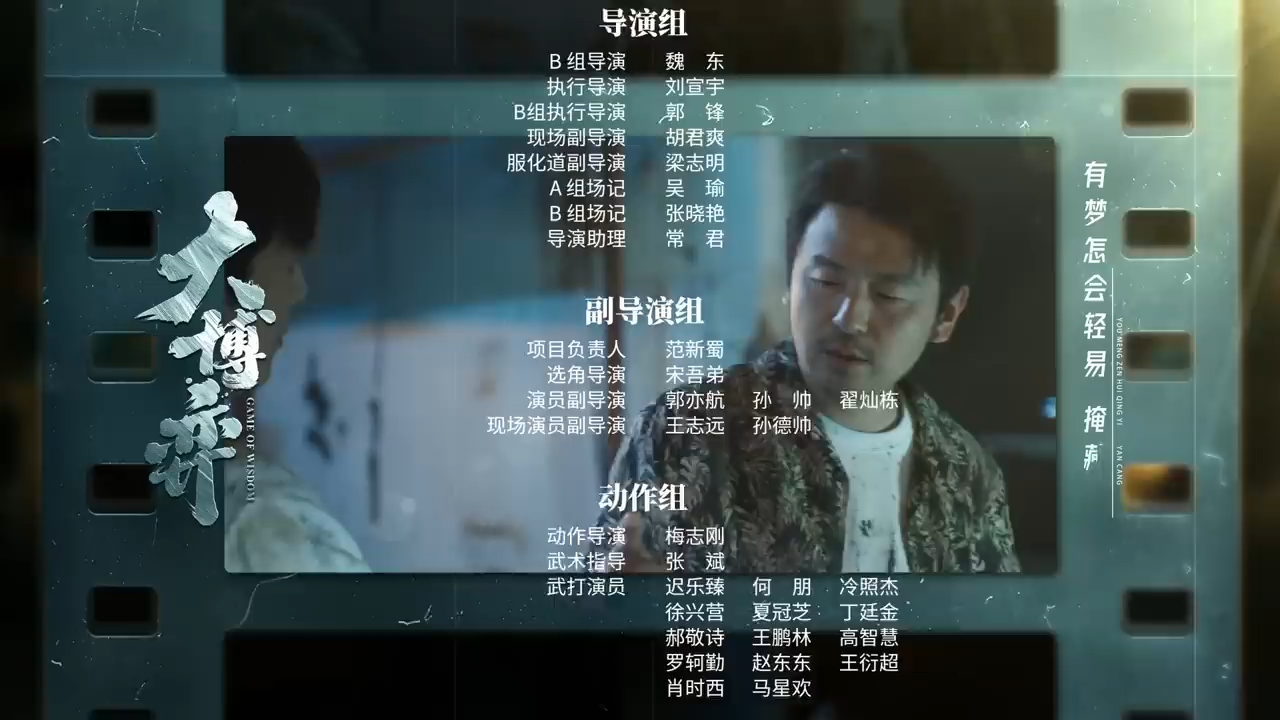 导演组
B 组导演 魏 东
执行导演 刘宣宇
B组执行导演 郭 锋
现场副导演 胡君爽
服化道副导演 梁志明
A 组场记 吴 瑜
B 组场记 张晓艳
导演助理 常 君
副导演组
项目负责人 范新蜀
选角导演 宋吾弟
演员副导演 郭亦航 孙 帅 翟灿栋
现场演员副导演 王志远 孙德帅
动作组
动作导演 梅志刚
武术指导 张 斌
武打演员 迟乐臻 何 朋 冷照杰
徐兴营 夏冠芝 丁廷金
郝敬诗 王鹏林 高智慧
罗轲勤 赵东东 王衍超
肖时西 马星欢
大博弈
GAME OF WISDOM
有梦怎会轻易 掩
YOU MENG ZEN HUI QING YI YAN CANG